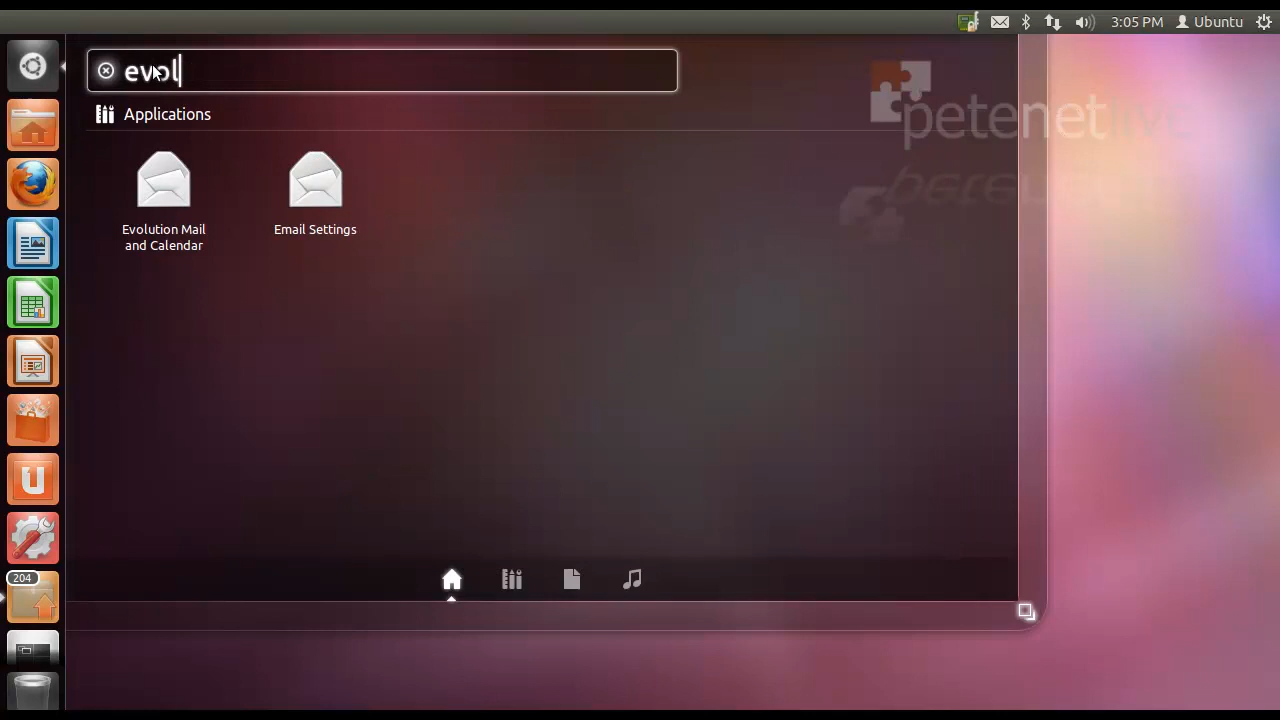 3:05 PM Ubuntu
evol
Applications
petenetlive
Evolution Mail
and Calendar
Email Settings
204